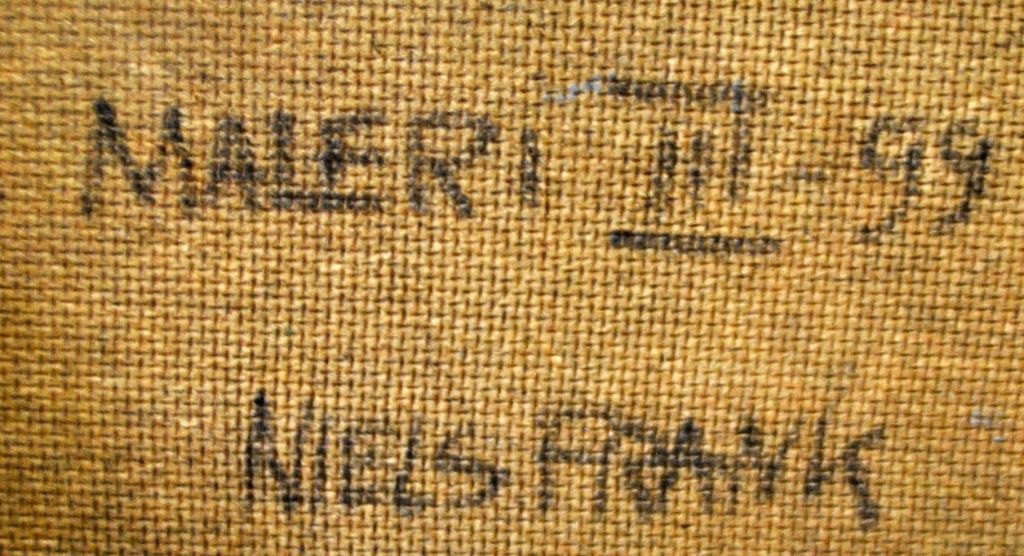 MALERI III - 99
NIELS FRANK